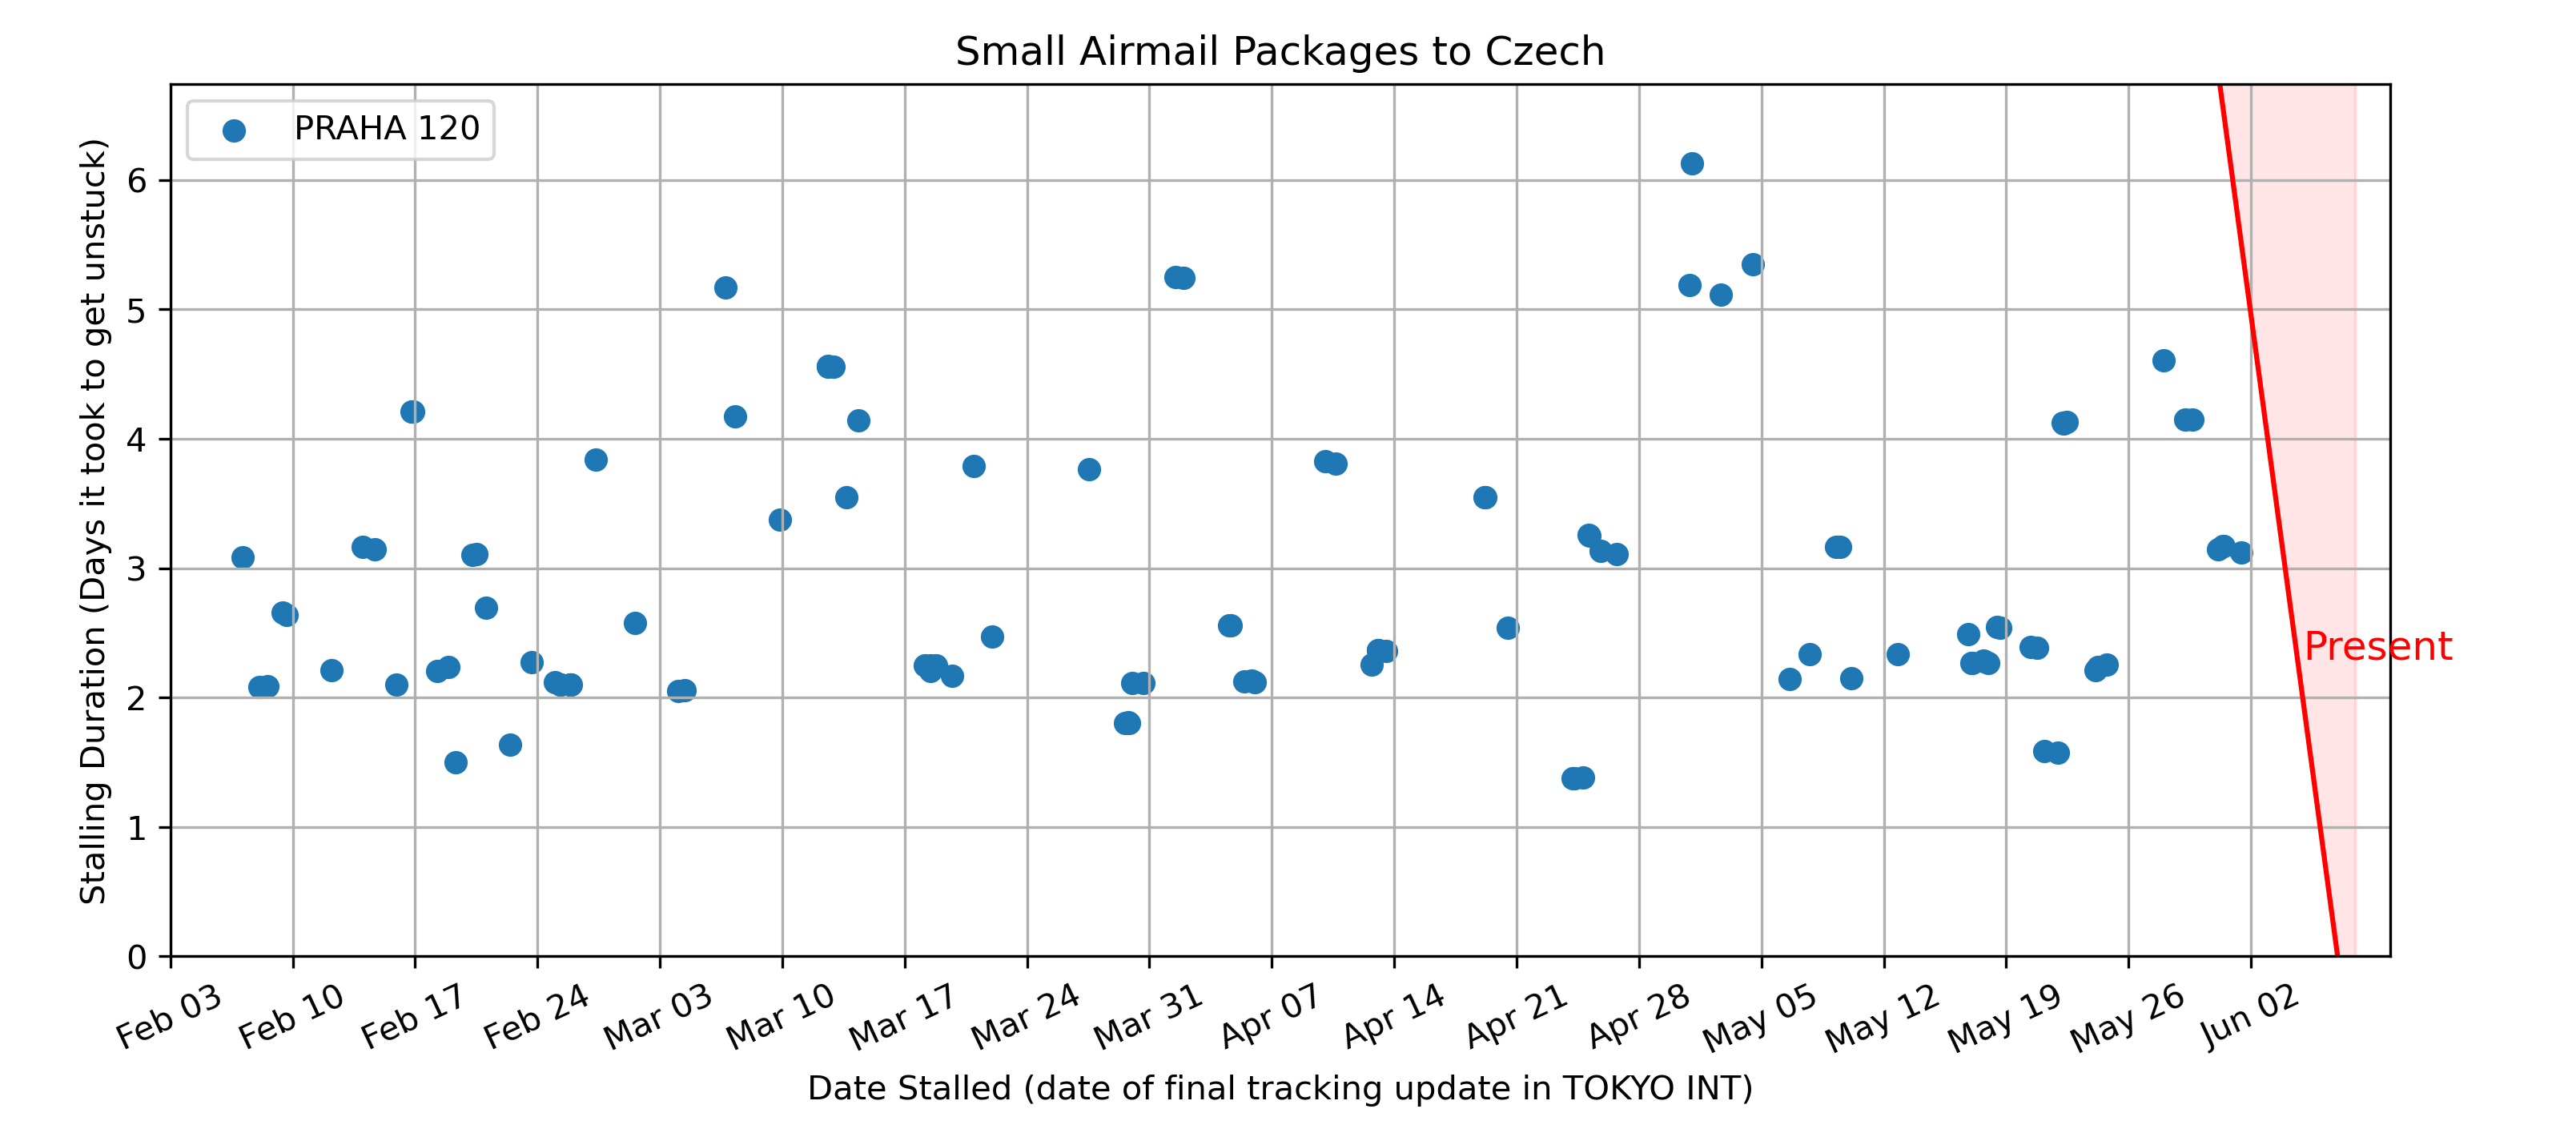 Small Airmail Packages to Czech
PRAHA 120
Stalling Duration (Days it took to get unstuck)
6
5
4
3
2
1
0
Present
Feb 03
Feb 10
Feb 17
Feb 24
Mar 03
Mar 10
Mar 17
Mar 24
Mar 31
Apr 07
Apr 14
Apr 21
Apr 28
May 05
May 12
May 19
May 26
Jun 02
Date Stalled (date of final tracking update in TOKYO INT)